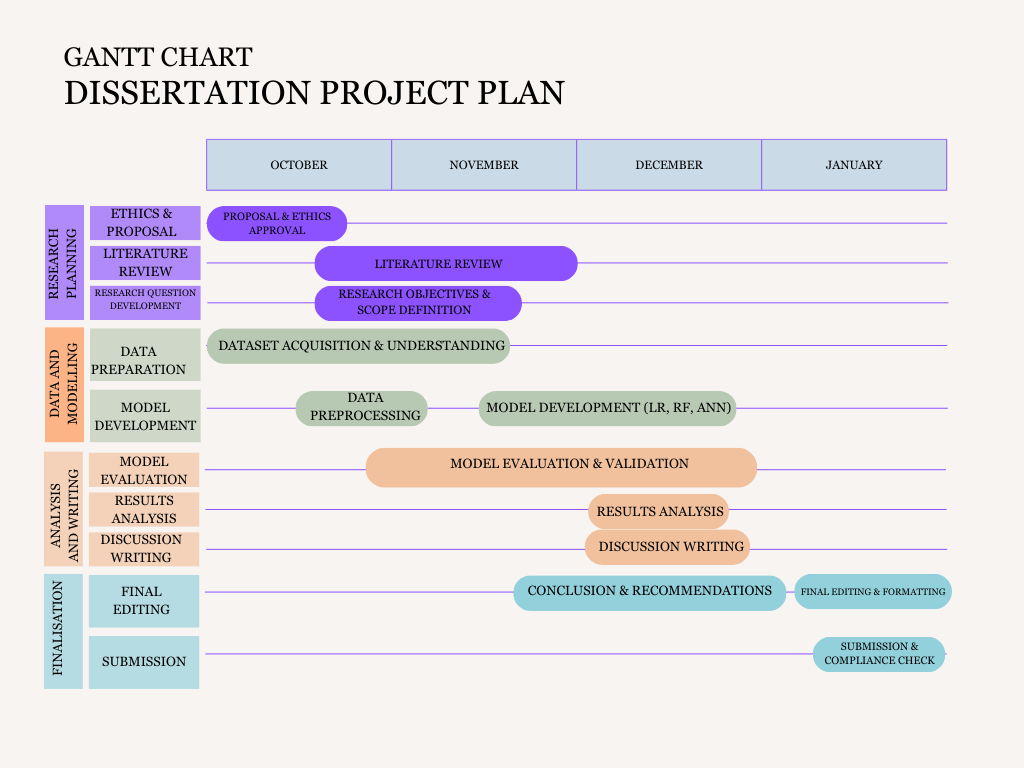 GANTT CHART
DISSERTATION PROJECT PLAN
OCTOBER
NOVEMBER
DECEMBER
JANUARY
RESEARCH
PLANNING
ETHICS &
PROPOSAL
PROPOSAL & ETHICS
APPROVAL
LITERATURE
REVIEW
LITERATURE REVIEW
RESEARCH QUESTION
DEVELOPMENT
RESEARCH OBJECTIVES &
SCOPE DEFINITION
DATA AND
MODELLING
DATA
PREPARATION
DATASET ACQUISITION & UNDERSTANDING
MODEL
DEVELOPMENT
DATA
PREPROCESSING
MODEL DEVELOPMENT (LR, RF, ANN)
ANALYSIS
AND WRITING
MODEL
EVALUATION
MODEL EVALUATION & VALIDATION
RESULTS
ANALYSIS
RESULTS ANALYSIS
DISCUSSION
WRITING
DISCUSSION WRITING
FINALISATION
FINAL
EDITING
CONCLUSION & RECOMMENDATIONS
FINAL EDITING & FORMATTING
SUBMISSION
SUBMISSION &
COMPLIANCE CHECK